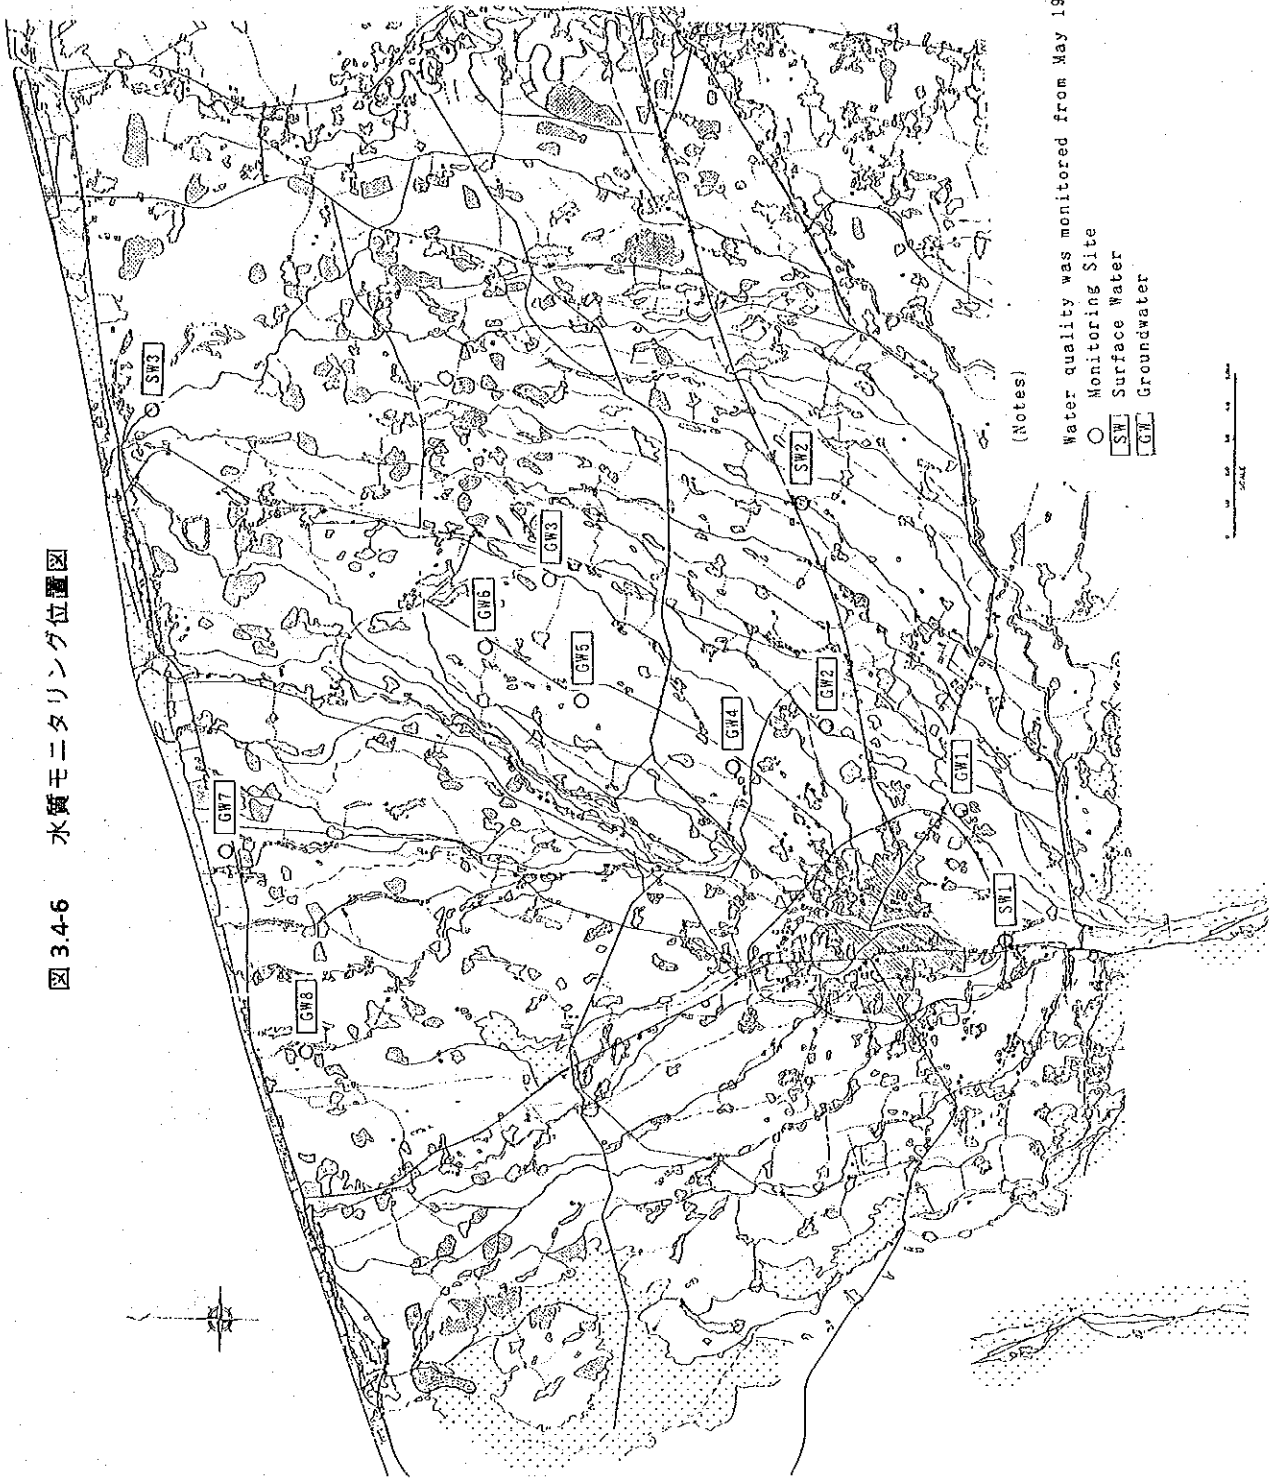 図 3.4-6 水質モニタリング位置図
SW3
GW3
GW6
GW5
SW2
GW7
GW4
GW2
GW8
GW1
SW1
(Notes)
Water quality was monitored from May 19
Monitoring Site
SW Surface Water
GW Groundwater
SCALE